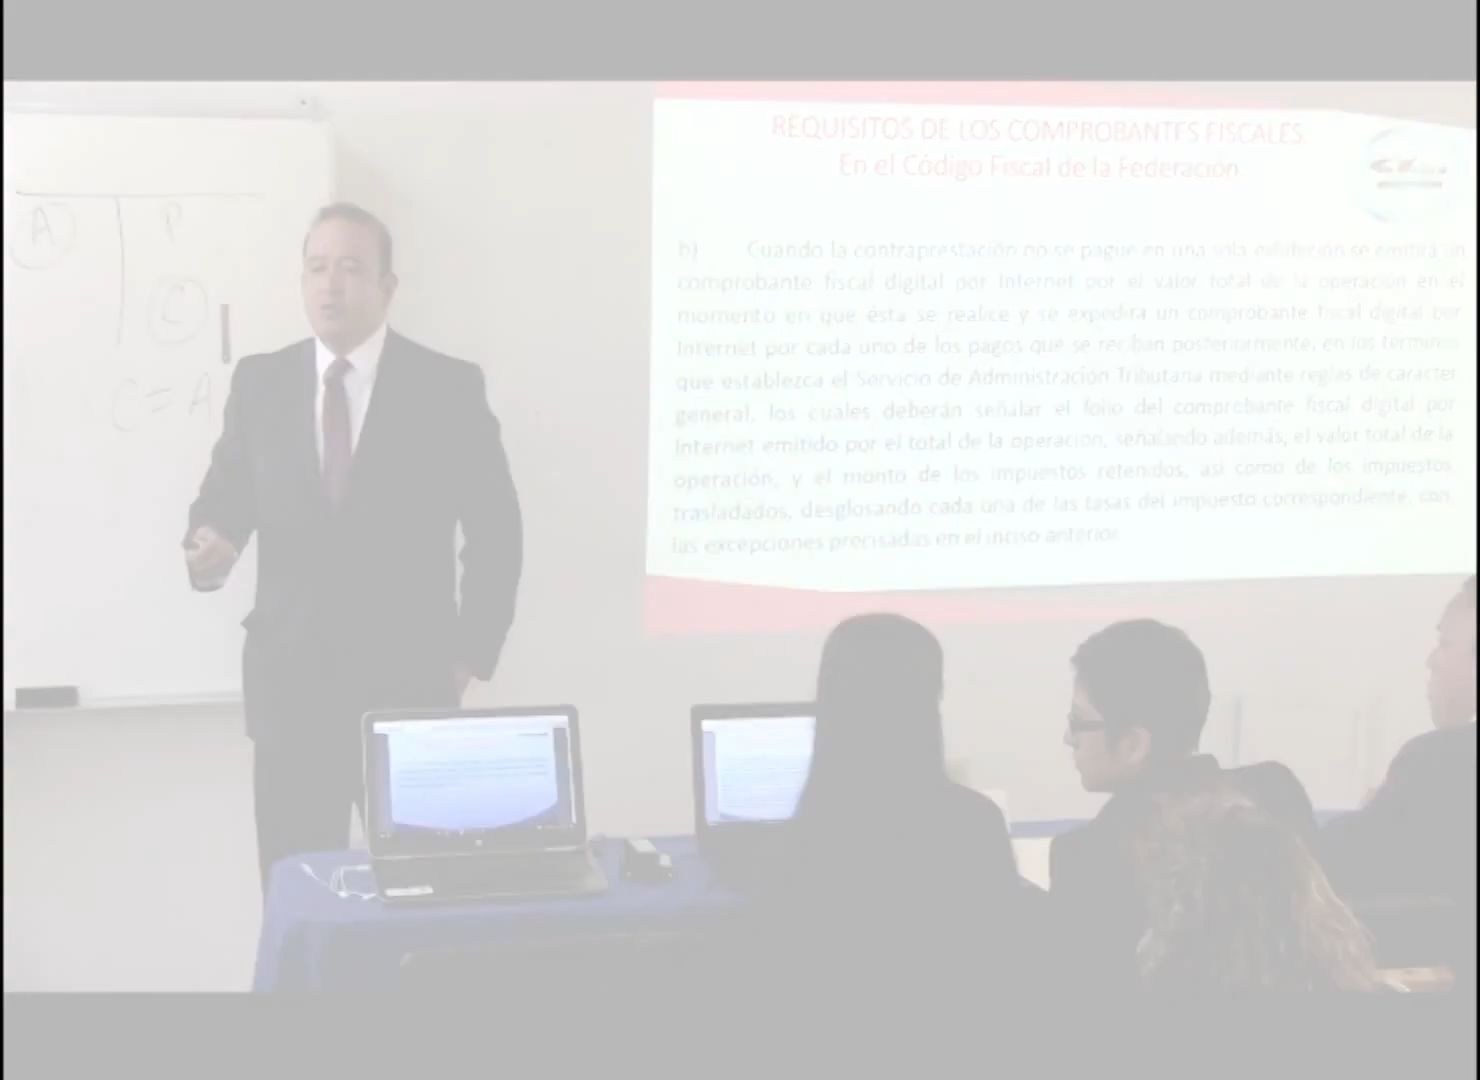 REQUISITOS DE LOS COMPROBANTES FISCALES.
En el Código Fiscal de la Federación
A
P
C
C = A
b) Cuando la contraprestación no se pague en una sola exhibición se emitirá un
comprobante fiscal digital por Internet por el valor total de la operación en el
momento en que ésta se realice y se expedirá un comprobante fiscal digital por
Internet por cada uno de los pagos que se reciban posteriormente, en los términos
que establezca el Servicio de Administración Tributaria mediante reglas de carácter
general, los cuales deberán señalar el folio del comprobante fiscal digital por
Internet emitido por el total de la operación, señalando además, el valor total de la
operación, y el monto de los impuestos retenidos, así como de los impuestos
trasladados, desglosando cada una de las tasas del impuesto correspondiente, con
las excepciones precisadas en el inciso anterior